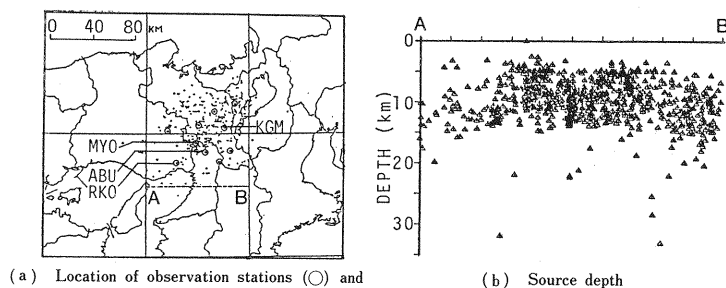 0 40 80 KM
KGM
MYO
ABU
RKO
A B
(a) Location of observation stations (○) and
A B
0
10
20
30
DEPTH (km)
(b) Source depth